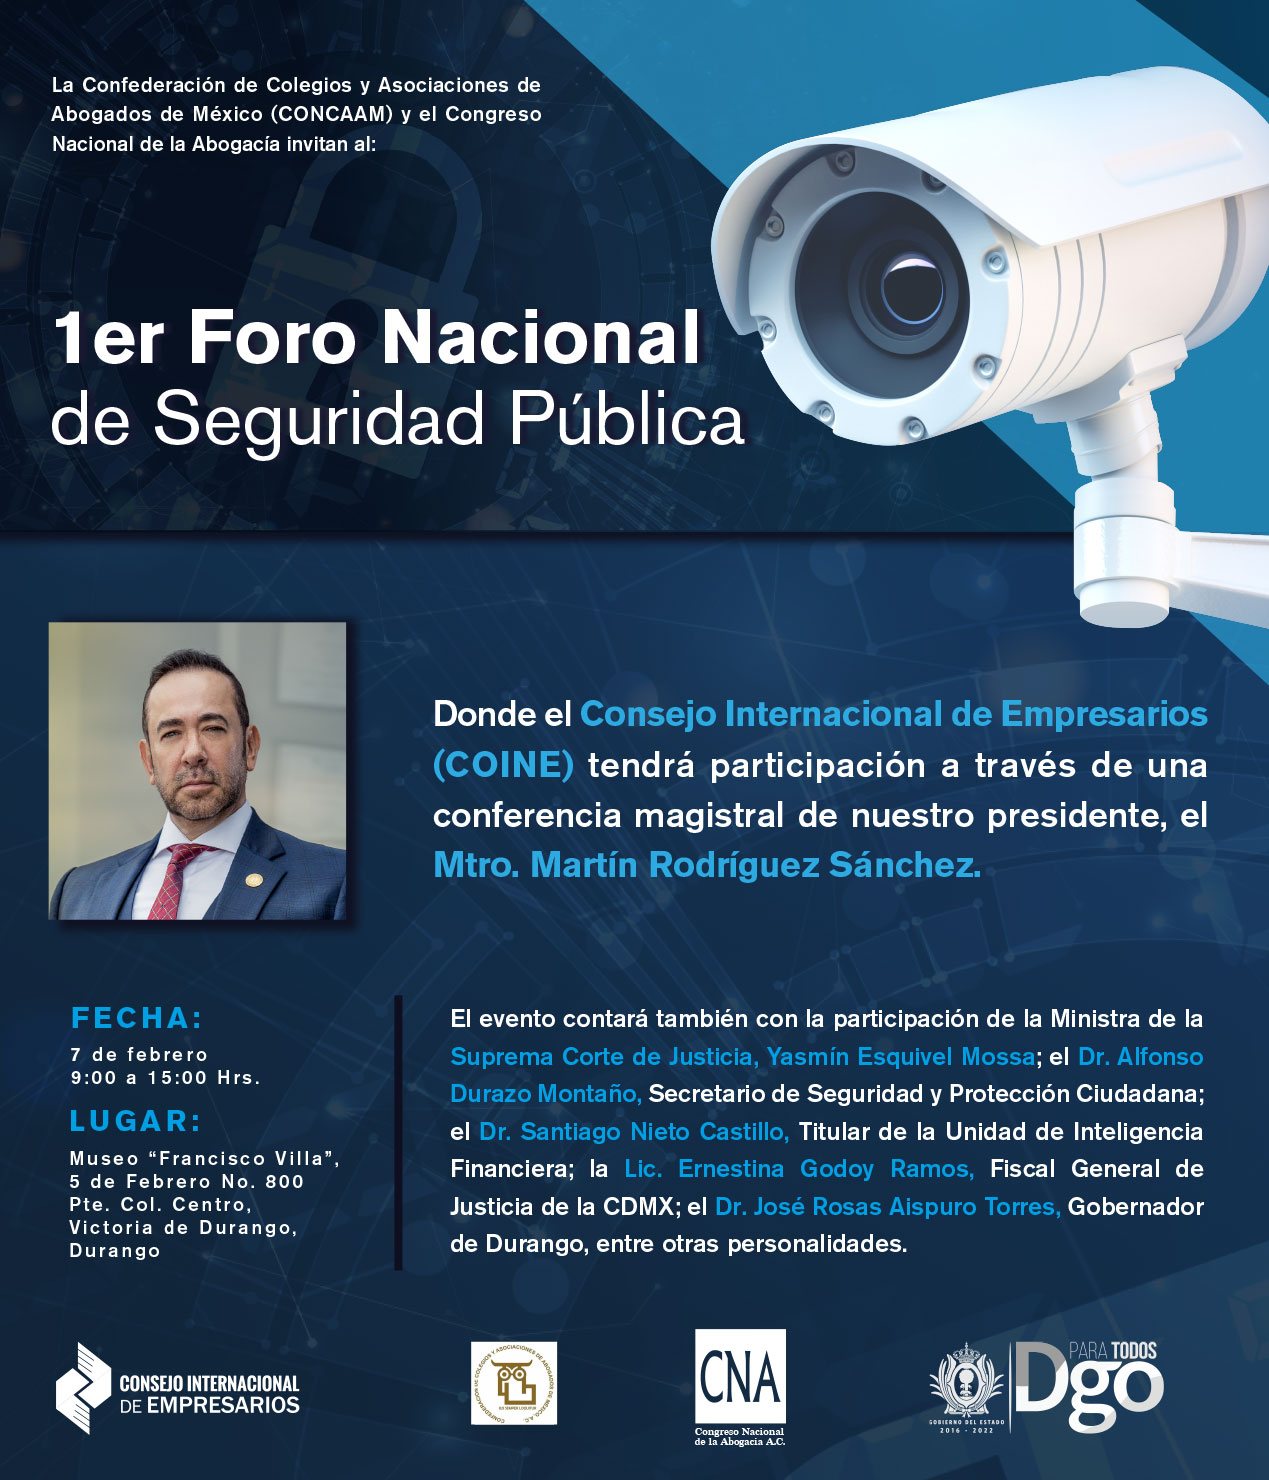 La Confederación de Colegios y Asociaciones de
Abogados de México (CONCAAM) y el Congreso
Nacional de la Abogacía invitan al:
1er Foro Nacional
de Seguridad Pública
Donde el Consejo Internacional de Empresarios
(COINE) tendrá participación a través de una
conferencia magistral de nuestro presidente, el
Mtro. Martín Rodríguez Sánchez.
FECHA:
7 de febrero
9:00 a 15:00 Hrs.
LUGAR:
Museo “Francisco Villa”,
5 de Febrero No. 800
Pte. Col. Centro,
Victoria de Durango,
Durango
El evento contará también con la participación de la Ministra de la
Suprema Corte de Justicia, Yasmín Esquivel Mossa; el Dr. Alfonso
Durazo Montaño, Secretario de Seguridad y Protección Ciudadana;
el Dr. Santiago Nieto Castillo, Titular de la Unidad de Inteligencia
Financiera; la Lic. Ernestina Godoy Ramos, Fiscal General de
Justicia de la CDMX; el Dr. José Rosas Aispuro Torres, Gobernador
de Durango, entre otras personalidades.
CONSEJO INTERNACIONAL
DE EMPRESARIOS
CONFEDERACIÓN DE COLEGIOS Y ASOCIACIONES DE ABOGADOS DE MÉXICO, A.C.
CNA
Congreso Nacional
de la Abogacía A.C.
GOBIERNO DEL ESTADO
2016 - 2022
PARA TODOS
Dgo